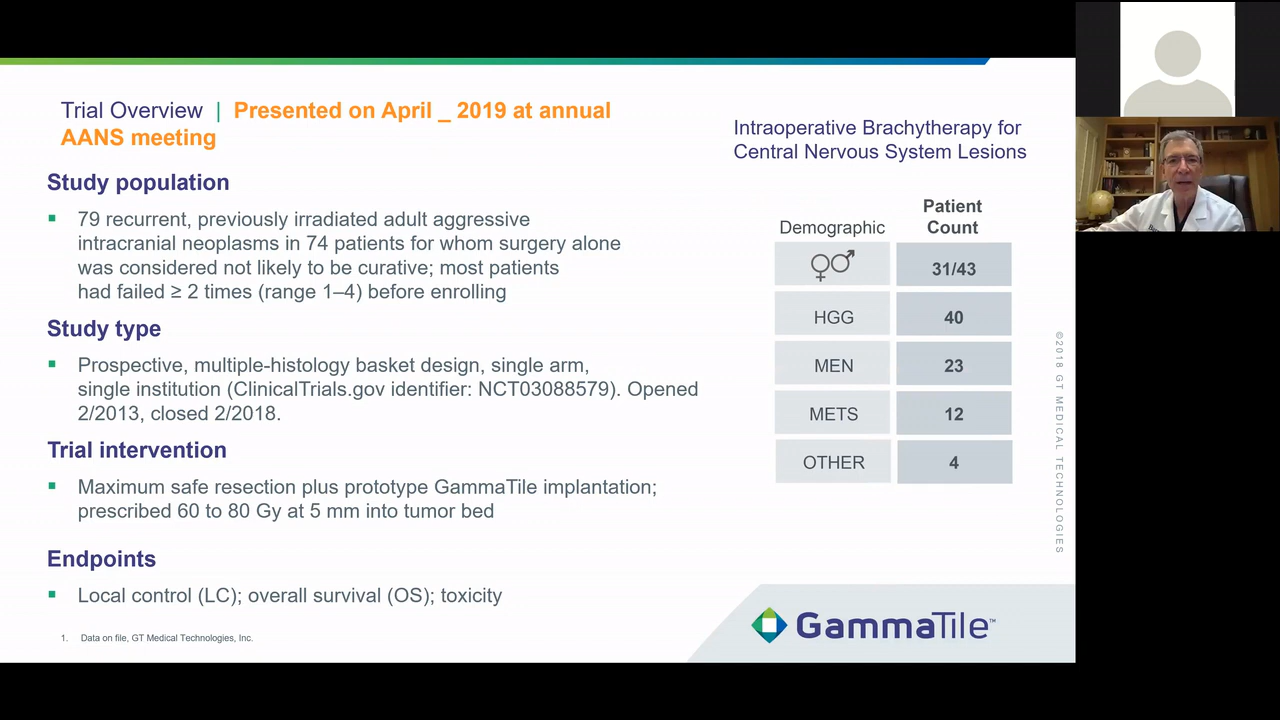 Trial Overview | Presented on April _ 2019 at annual
AANS meeting
Study population
▪ 79 recurrent, previously irradiated adult aggressive
intracranial neoplasms in 74 patients for whom surgery alone
was considered not likely to be curative; most patients
had failed ≥ 2 times (range 1–4) before enrolling
Study type
▪ Prospective, multiple-histology basket design, single arm,
single institution (ClinicalTrials.gov identifier: NCT03088579). Opened
2/2013, closed 2/2018.
Trial intervention
▪ Maximum safe resection plus prototype GammaTile implantation;
prescribed 60 to 80 Gy at 5 mm into tumor bed
Endpoints
▪ Local control (LC); overall survival (OS); toxicity
1. Data on file, GT Medical Technologies, Inc.
Intraoperative Brachytherapy for
Central Nervous System Lesions
Demographic Patient
Count
♀♂ 31/43
HGG 40
MEN 23
METS 12
OTHER 4
©2018 GT MEDICAL TECHNOLOGIES
GammaTile™